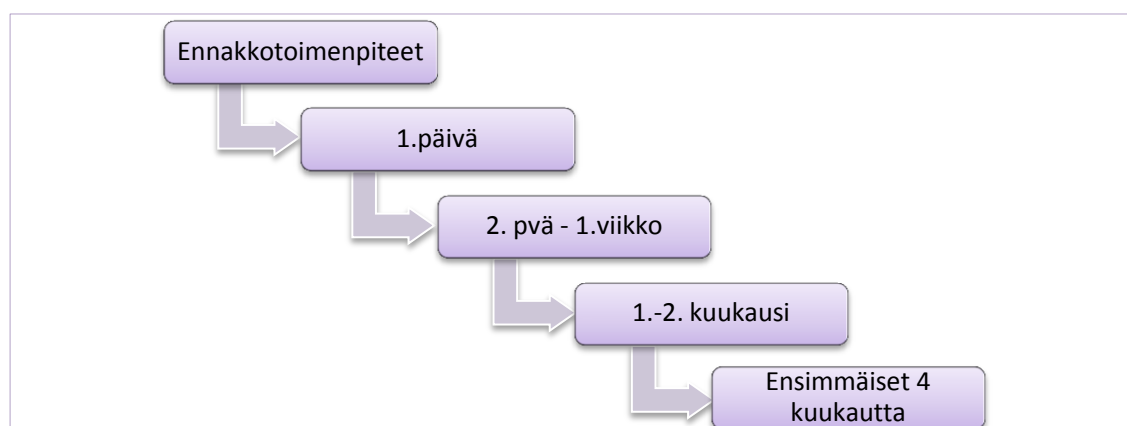 Ennakkotoimenpiteet
1.päivä
2. pvä - 1.viikko
1.-2. kuukausi
Ensimmäiset 4
kuukautta